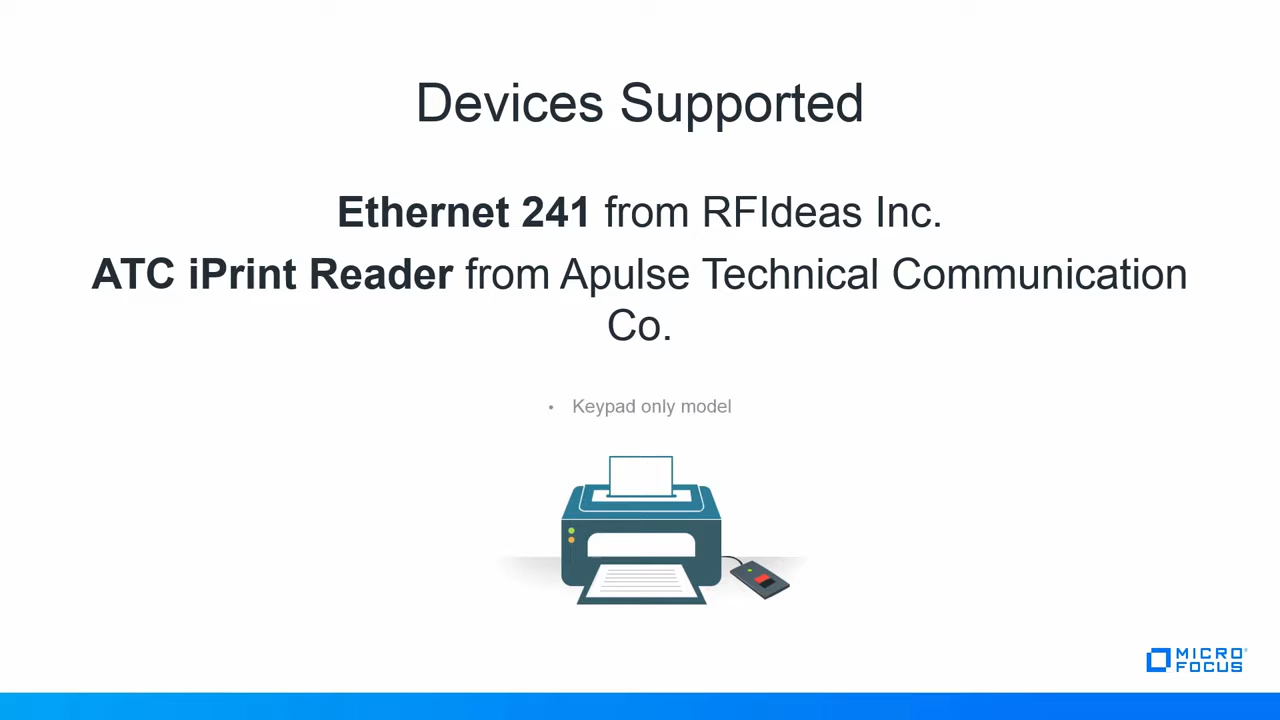 Devices Supported
Ethernet 241 from RFIdeas Inc.
ATC iPrint Reader from Apulse Technical Communication
Co.
• Keypad only model
MICRO
FOCUS